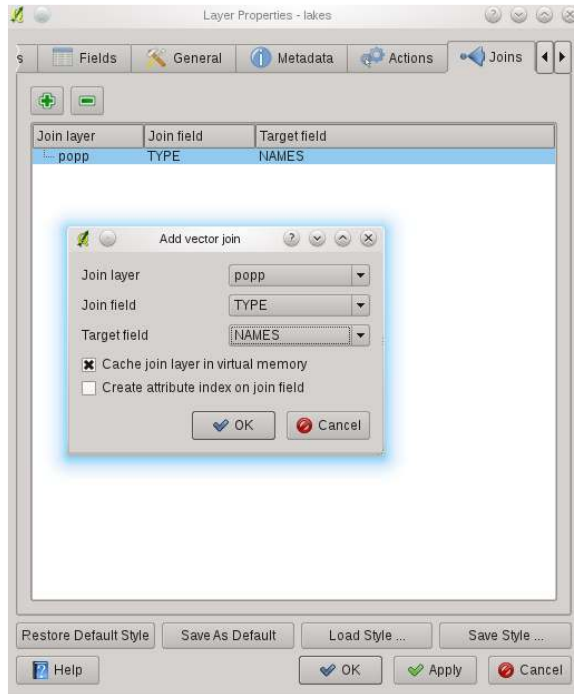 Layer Properties - lakes
s Fields General Metadata Actions Joins
Join layer Join field Target field
popp TYPE NAMES
Add vector join
Join layer popp
Join field TYPE
Target field NAMES
Cache join layer in virtual memory
Create attribute index on join field
OK Cancel
Restore Default Style Save As Default Load Style ... Save Style ...
Help OK Apply Cancel